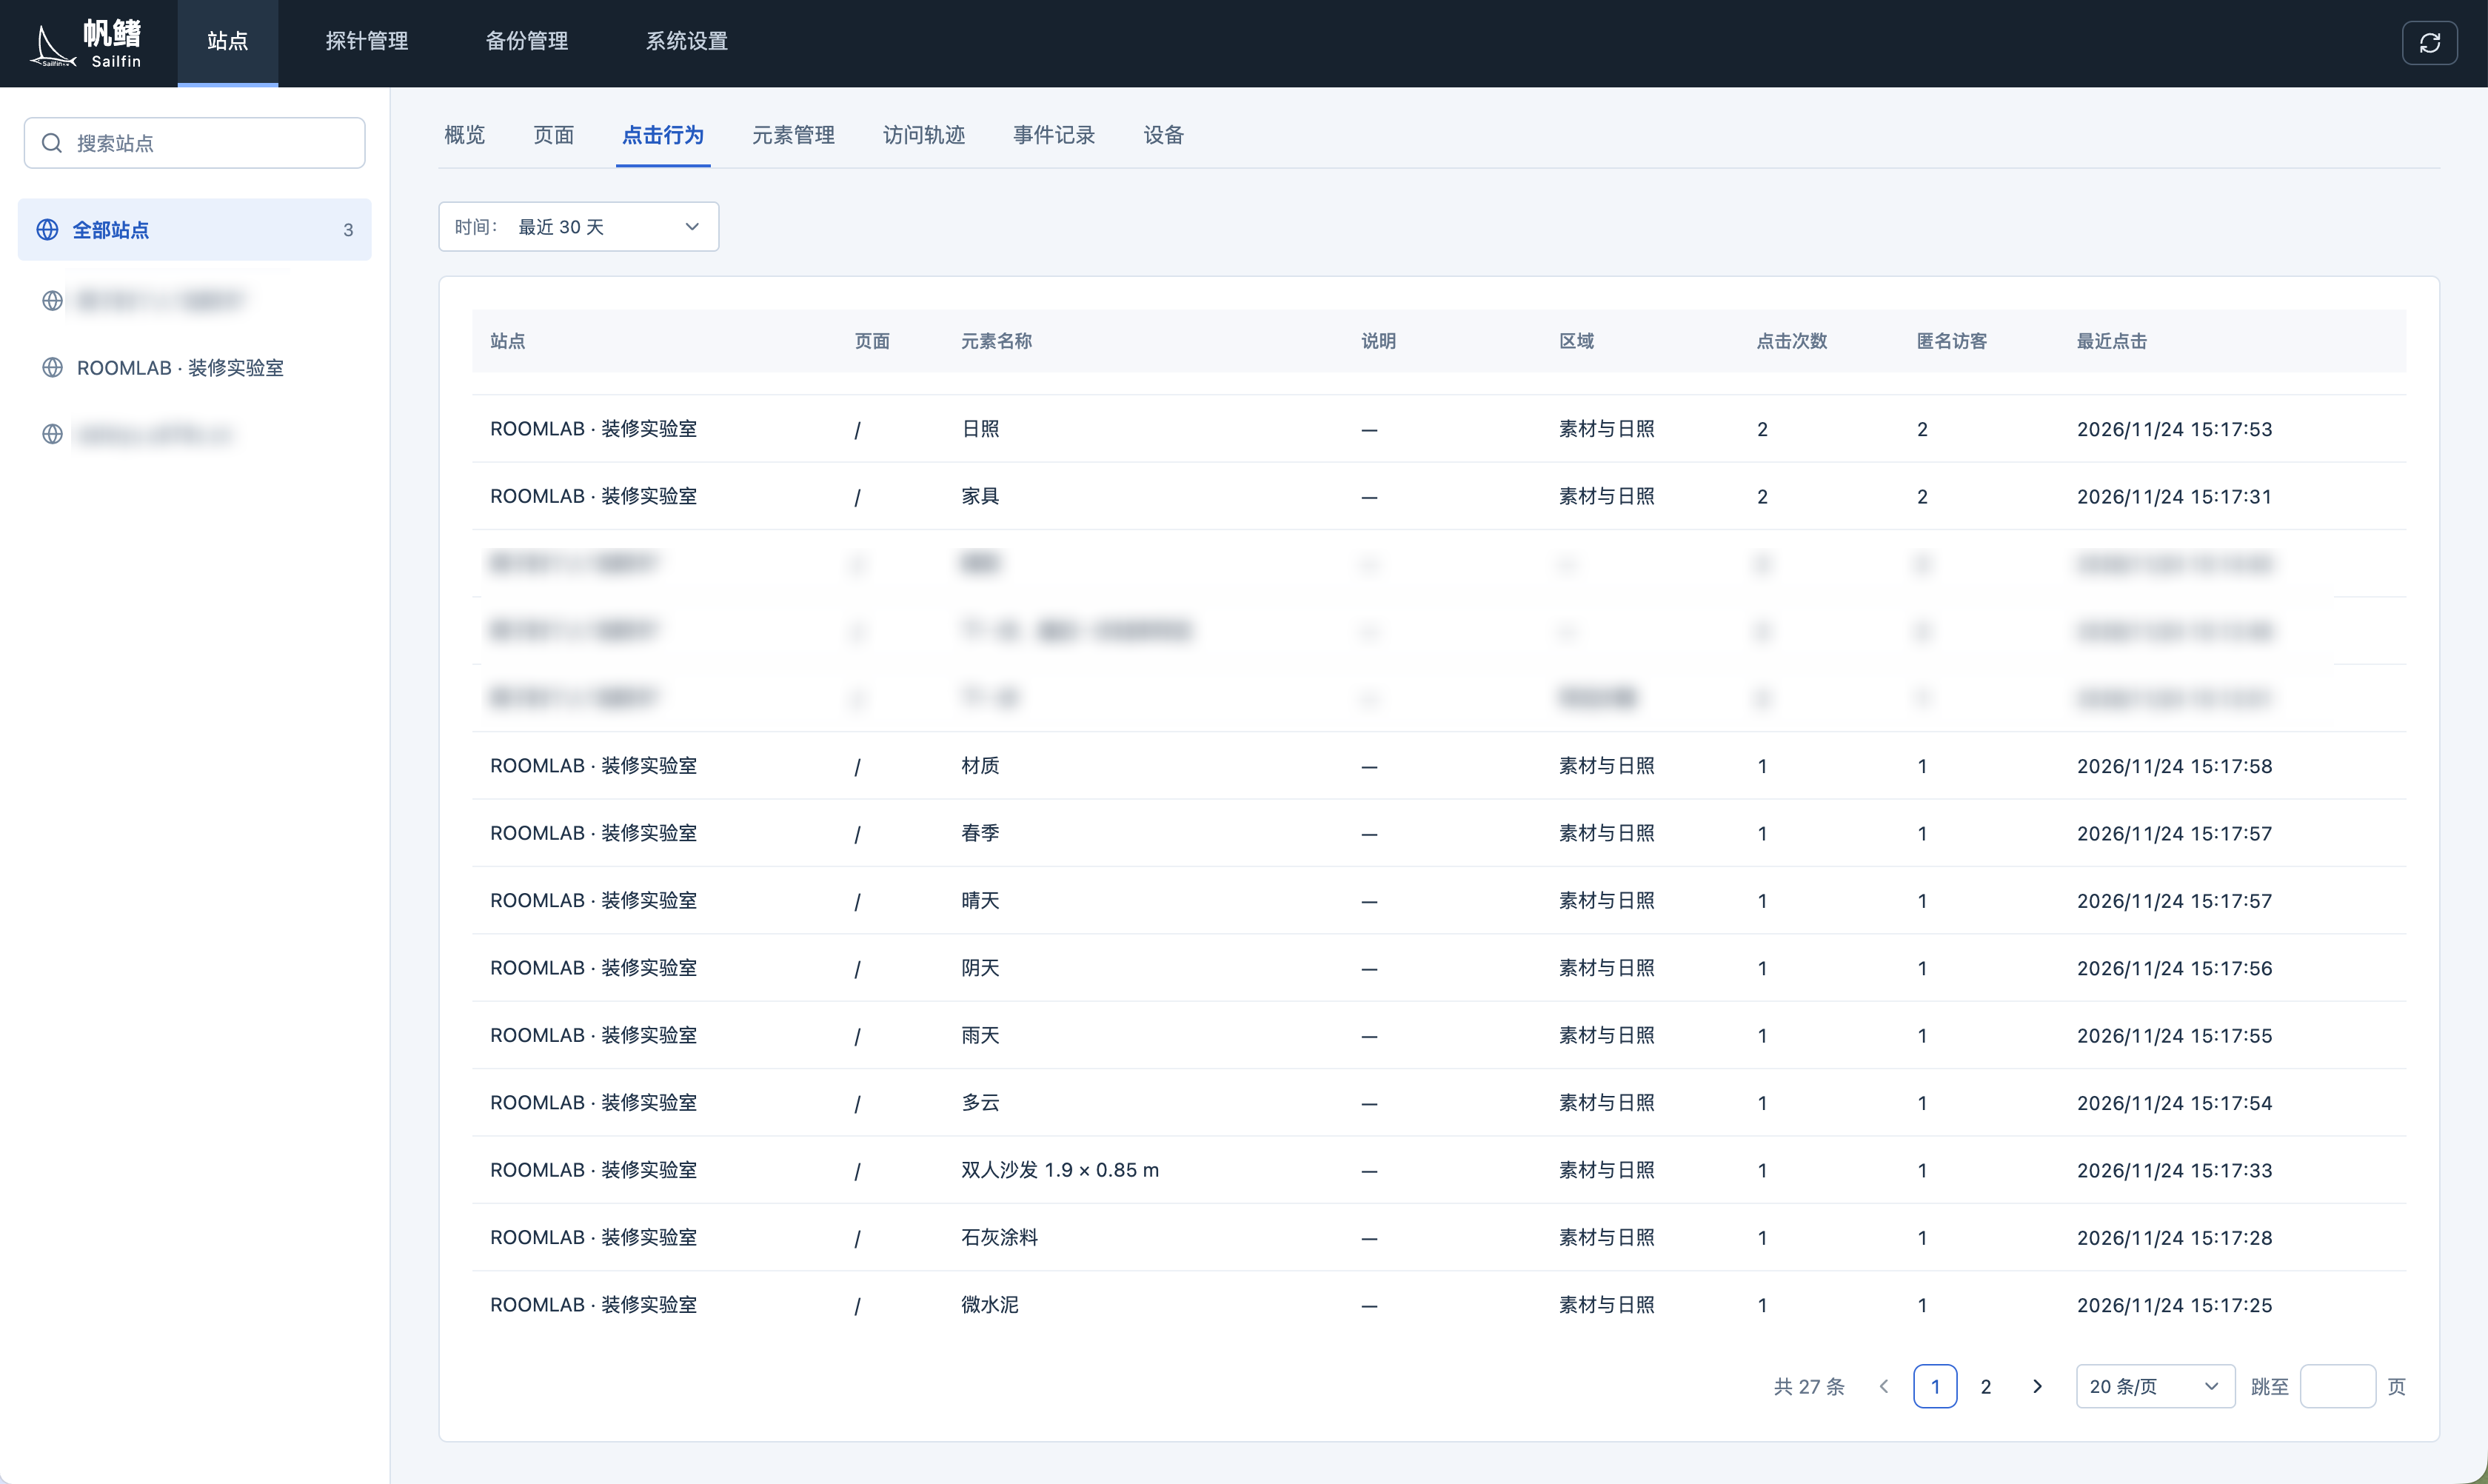 帆鳍
Sailfin
站点 探针管理 备份管理 系统设置
搜索站点
全部站点 3
ROOMLAB · 装修实验室
概览 页面 点击行为 元素管理 访问轨迹 事件记录 设备
时间: 最近 30 天
站点 页面 元素名称 说明 区域 点击次数 匿名访客 最近点击
ROOMLAB · 装修实验室 / 日照 — 素材与日照 2 2 2026/11/24 15:17:53
ROOMLAB · 装修实验室 / 家具 — 素材与日照 2 2 2026/11/24 15:17:31
ROOMLAB · 装修实验室 / 材质 — 素材与日照 1 1 2026/11/24 15:17:58
ROOMLAB · 装修实验室 / 春季 — 素材与日照 1 1 2026/11/24 15:17:57
ROOMLAB · 装修实验室 / 晴天 — 素材与日照 1 1 2026/11/24 15:17:57
ROOMLAB · 装修实验室 / 阴天 — 素材与日照 1 1 2026/11/24 15:17:56
ROOMLAB · 装修实验室 / 雨天 — 素材与日照 1 1 2026/11/24 15:17:55
ROOMLAB · 装修实验室 / 多云 — 素材与日照 1 1 2026/11/24 15:17:54
ROOMLAB · 装修实验室 / 双人沙发 1.9 × 0.85 m — 素材与日照 1 1 2026/11/24 15:17:33
ROOMLAB · 装修实验室 / 石灰涂料 — 素材与日照 1 1 2026/11/24 15:17:28
ROOMLAB · 装修实验室 / 微水泥 — 素材与日照 1 1 2026/11/24 15:17:25
共 27 条 1 2 20 条/页 跳至 页